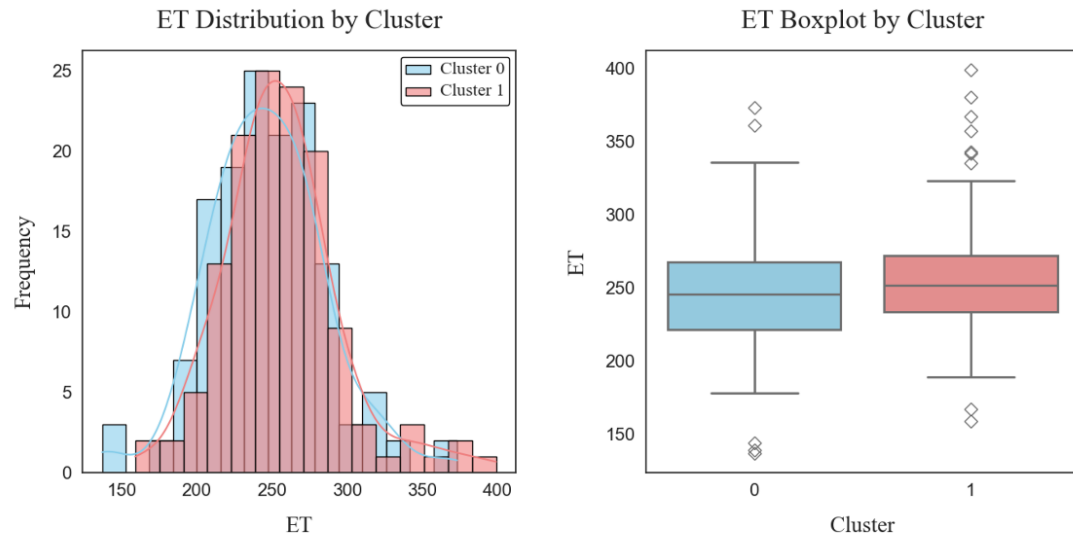 ET Distribution by Cluster
Frequency
25
20
15
10
5
0
Cluster 0
Cluster 1
150 200 250 300 350 400
ET
ET Boxplot by Cluster
ET
400
350
300
250
200
150
0 1
Cluster